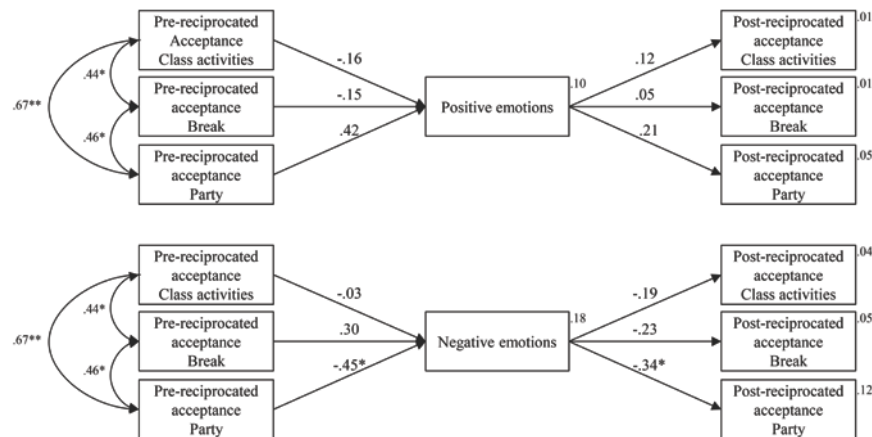 Pre-reciprocated
Acceptance
Class activities
Pre-reciprocated
acceptance
Break
Pre-reciprocated
acceptance
Party
.67**
.44*
.46*
-.16
-.15
.42
Positive emotions
.10
.12
.05
.21
Post-reciprocated
acceptance
Class activities
.01
Post-reciprocated
acceptance
Break
.01
Post-reciprocated
acceptance
Party
.05
Pre-reciprocated
acceptance
Class activities
Pre-reciprocated
acceptance
Break
Pre-reciprocated
acceptance
Party
.67**
.44*
.46*
-.03
.30
-.45*
Negative emotions
.18
-.19
-.23
-.34*
Post-reciprocated
acceptance
Class activities
.04
Post-reciprocated
acceptance
Break
.05
Post-reciprocated
acceptance
Party
.12